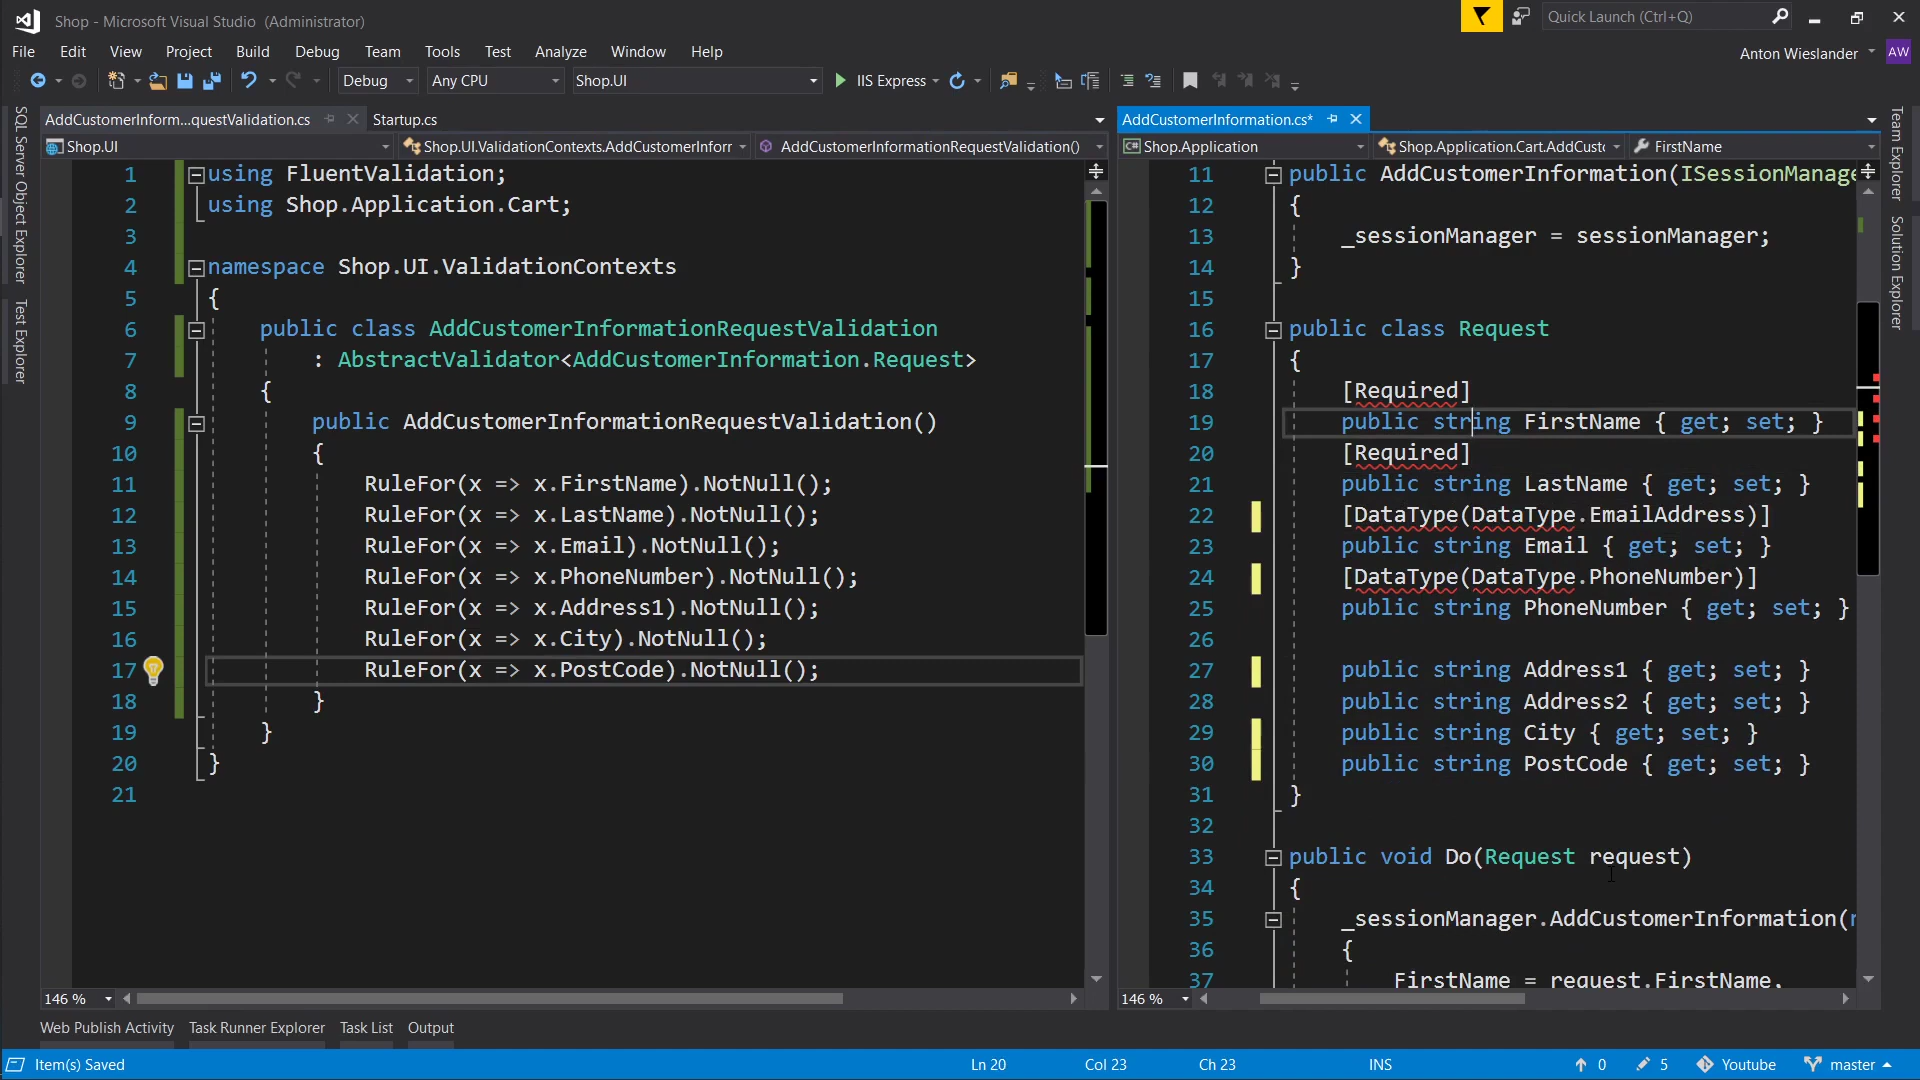 Shop - Microsoft Visual Studio (Administrator)
Quick Launch (Ctrl+Q)
File Edit View Project Build Debug Team Tools Test Analyze Window Help
Anton Wieslander AW
Debug Any CPU Shop.UI IIS Express
SQL Server Object Explorer
Test Explorer
AddCustomerInform...questValidation.cs Startup.cs
Shop.UI Shop.UI.ValidationContexts.AddCustomerInforr AddCustomerInformationRequestValidation()
1 using FluentValidation;
2 using Shop.Application.Cart;
3
4 namespace Shop.UI.ValidationContexts
5 {
6 public class AddCustomerInformationRequestValidation
7 : AbstractValidator<AddCustomerInformation.Request>
8 {
9 public AddCustomerInformationRequestValidation()
10 {
11 RuleFor(x => x.FirstName).NotNull();
12 RuleFor(x => x.LastName).NotNull();
13 RuleFor(x => x.Email).NotNull();
14 RuleFor(x => x.PhoneNumber).NotNull();
15 RuleFor(x => x.Address1).NotNull();
16 RuleFor(x => x.City).NotNull();
17 RuleFor(x => x.PostCode).NotNull();
18 }
19 }
20 }
21
146 %
AddCustomerInformation.cs*
Shop.Application Shop.Application.Cart.AddCustc FirstName
11 public AddCustomerInformation(ISessionManage
12 {
13 _sessionManager = sessionManager;
14 }
15
16 public class Request
17 {
18 [Required]
19 public string FirstName { get; set; }
20 [Required]
21 public string LastName { get; set; }
22 [DataType(DataType.EmailAddress)]
23 public string Email { get; set; }
24 [DataType(DataType.PhoneNumber)]
25 public string PhoneNumber { get; set; }
26
27 public string Address1 { get; set; }
28 public string Address2 { get; set; }
29 public string City { get; set; }
30 public string PostCode { get; set; }
31 }
32
33 public void Do(Request request)
34 {
35 _sessionManager.AddCustomerInformation(r
36 {
37 FirstName = request.FirstName,
146 %
Team Explorer
Solution Explorer
Web Publish Activity Task Runner Explorer Task List Output
Item(s) Saved Ln 20 Col 23 Ch 23 INS 0 5 Youtube master